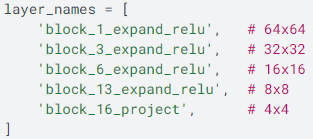 layer_names = [
    'block_1_expand_relu',   # 64x64
    'block_3_expand_relu',   # 32x32
    'block_6_expand_relu',   # 16x16
    'block_13_expand_relu',  # 8x8
    'block_16_project',      # 4x4
]